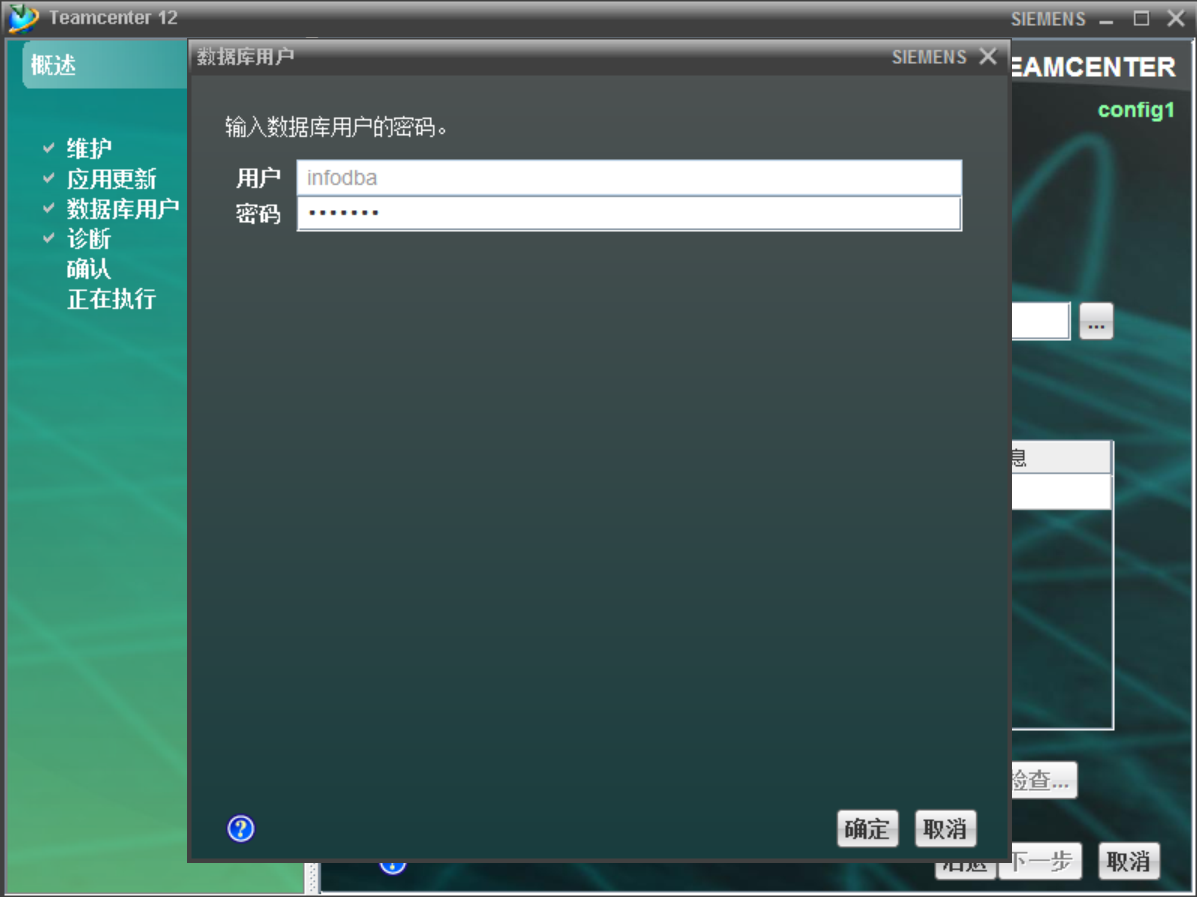 Teamcenter 12
SIEMENS
概述
数据库用户
SIEMENS
EAMCENTER
config1
输入数据库用户的密码。
用户 infodba
密码 •••••••
维护
应用更新
数据库用户
诊断
确认
正在执行
...
息
检查...
确定
取消
后退
下一步
取消